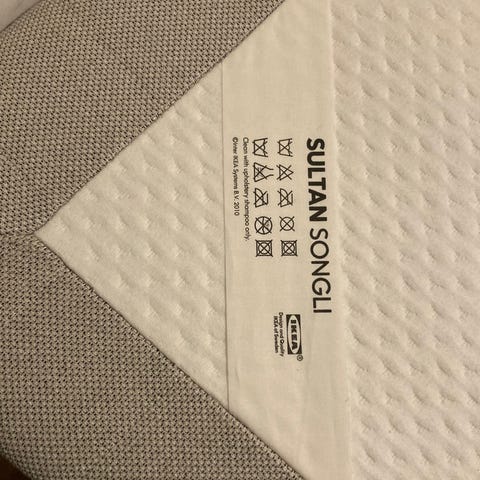 SULTAN SONGLI
Clean with upholstery shampoo only.
©Inter IKEA Systems B.V. 2010
IKEA®
Design and Quality
IKEA of Sweden